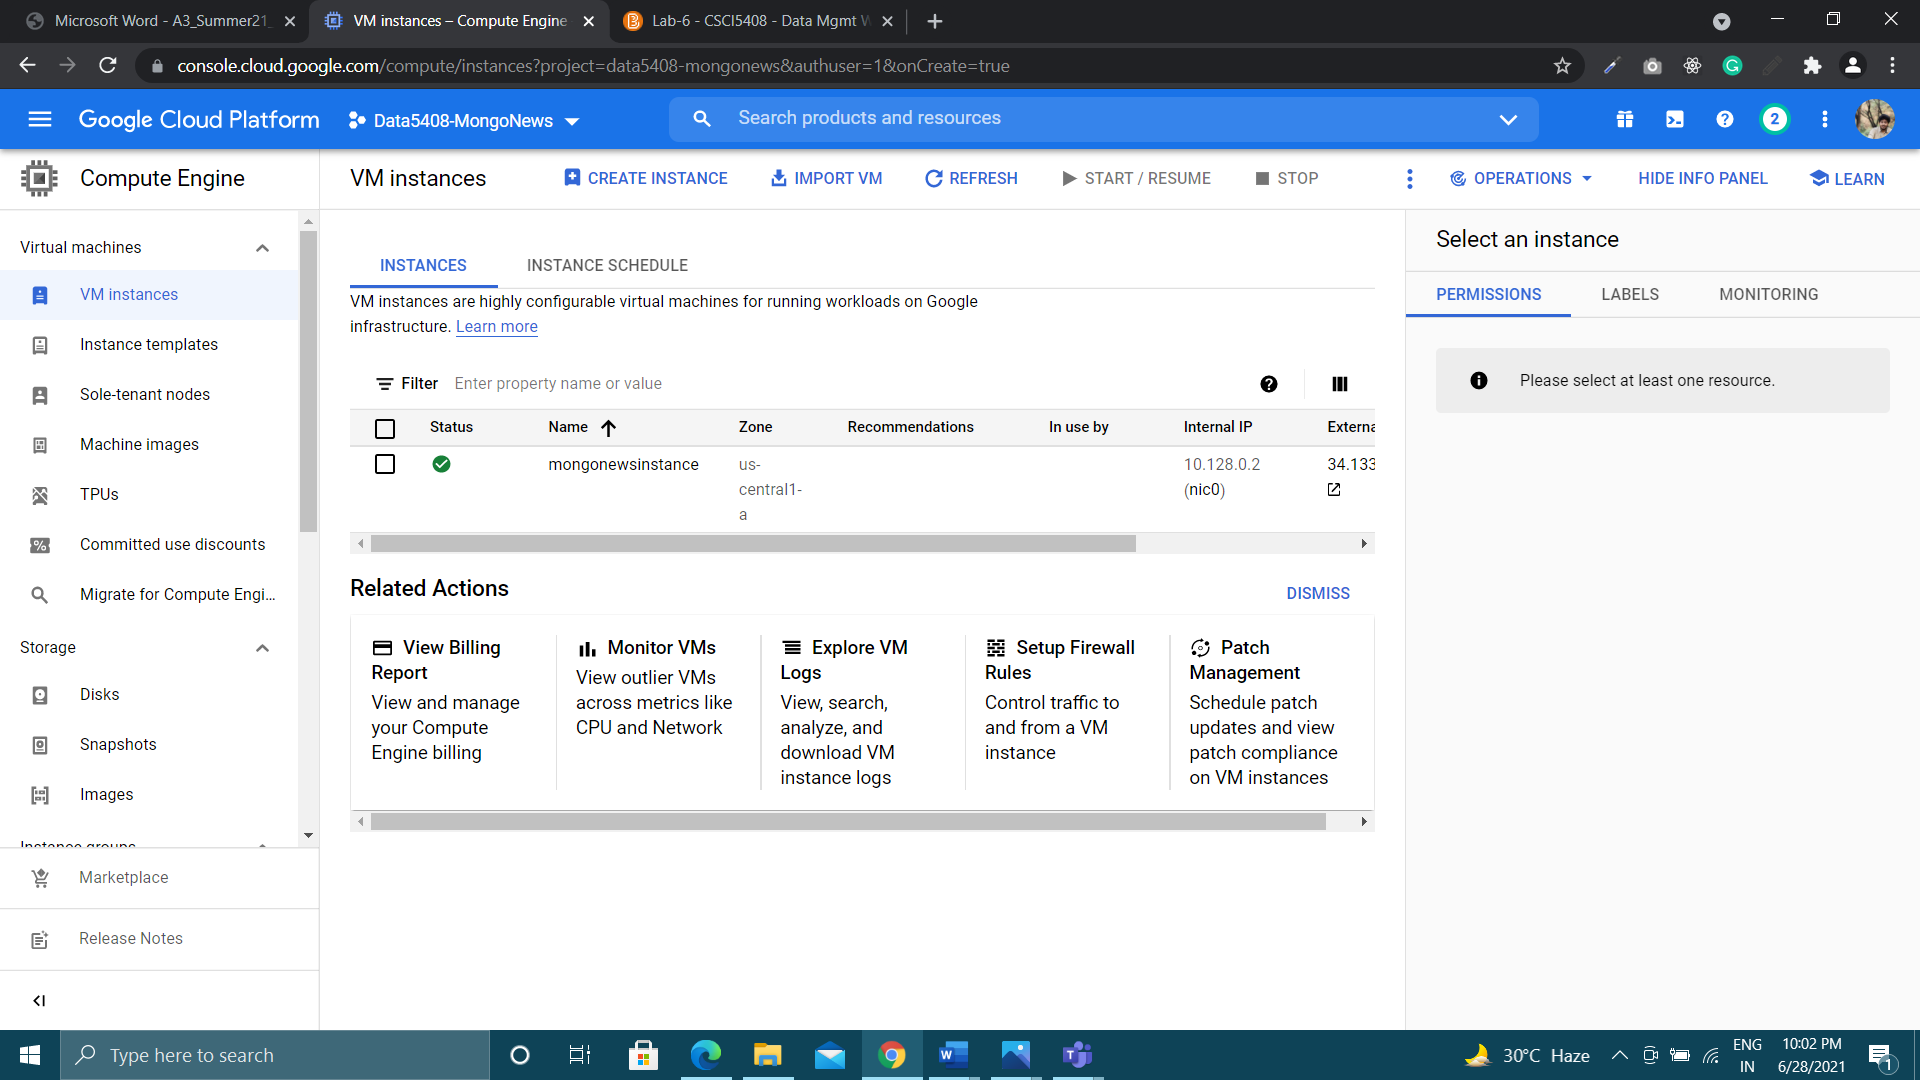 Microsoft Word - A3_Summer21_
VM instances – Compute Engine
Lab-6 - CSCI5408 - Data Mgmt W
console.cloud.google.com/compute/instances?project=data5408-mongonews&authuser=1&onCreate=true
Google Cloud Platform
Data5408-MongoNews
Search products and resources
2
Compute Engine
VM instances
CREATE INSTANCE
IMPORT VM
REFRESH
START / RESUME
STOP
OPERATIONS
HIDE INFO PANEL
LEARN
Virtual machines
VM instances
Instance templates
Sole-tenant nodes
Machine images
TPUs
Committed use discounts
Migrate for Compute Engi...
Storage
Disks
Snapshots
Images
Instance groups
Marketplace
Release Notes
INSTANCES
INSTANCE SCHEDULE
VM instances are highly configurable virtual machines for running workloads on Google
infrastructure. Learn more
Filter Enter property name or value
Status Name Zone Recommendations In use by Internal IP Externa
mongonewsinstance us- 10.128.0.2 34.133
central1- (nic0)
a
Related Actions
DISMISS
View Billing
Report
View and manage
your Compute
Engine billing
Monitor VMs
View outlier VMs
across metrics like
CPU and Network
Explore VM
Logs
View, search,
analyze, and
download VM
instance logs
Setup Firewall
Rules
Control traffic to
and from a VM
instance
Patch
Management
Schedule patch
updates and view
patch compliance
on VM instances
Select an instance
PERMISSIONS
LABELS
MONITORING
Please select at least one resource.
Type here to search
30°C Haze
ENG
IN
10:02 PM
6/28/2021
1